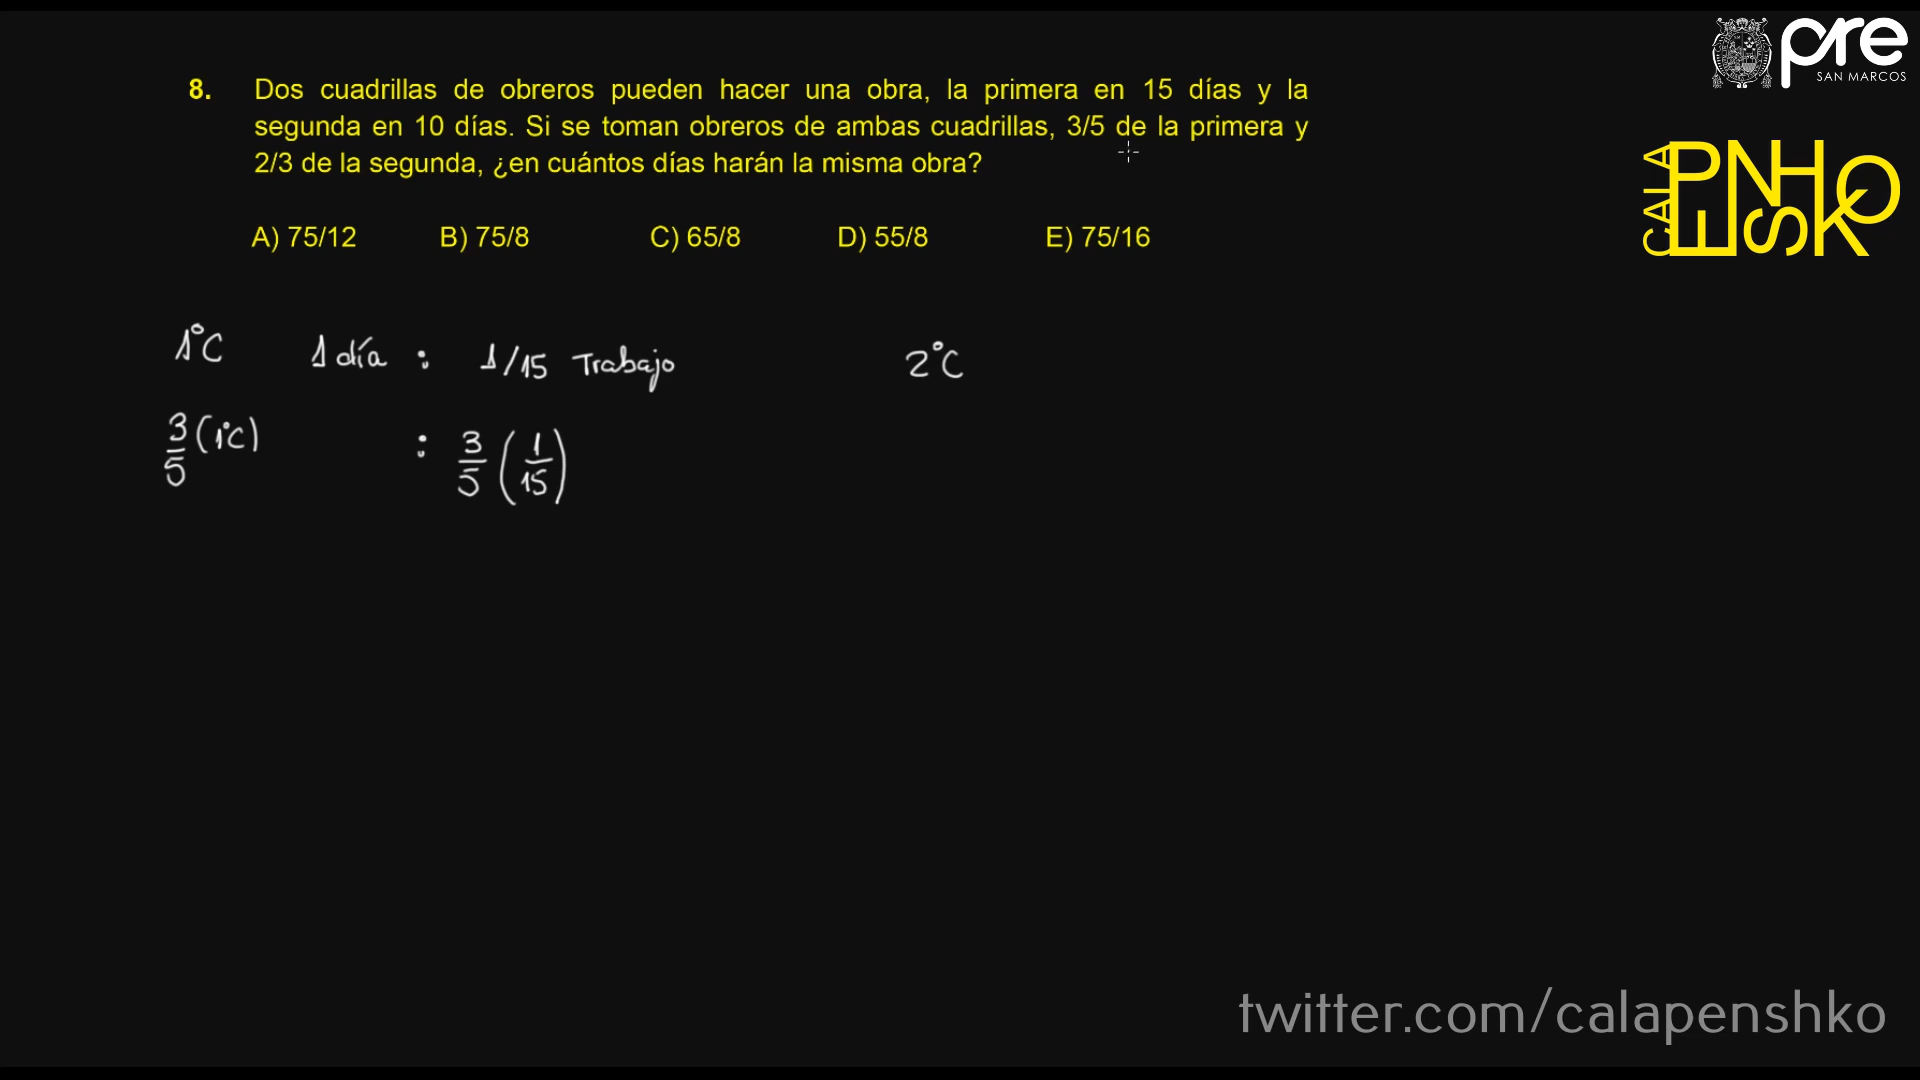 pre
SAN MARCOS
8. Dos cuadrillas de obreros pueden hacer una obra, la primera en 15 días y la
segunda en 10 días. Si se toman obreros de ambas cuadrillas, 3/5 de la primera y
2/3 de la segunda, ¿en cuántos días harán la misma obra?
CALA PENSHKO
A) 75/12 B) 75/8 C) 65/8 D) 55/8 E) 75/16
1°C 1 día : 1/15 Trabajo 2°C
3/5 (1°C) : 3/5 (1/15)
twitter.com/calapenshko